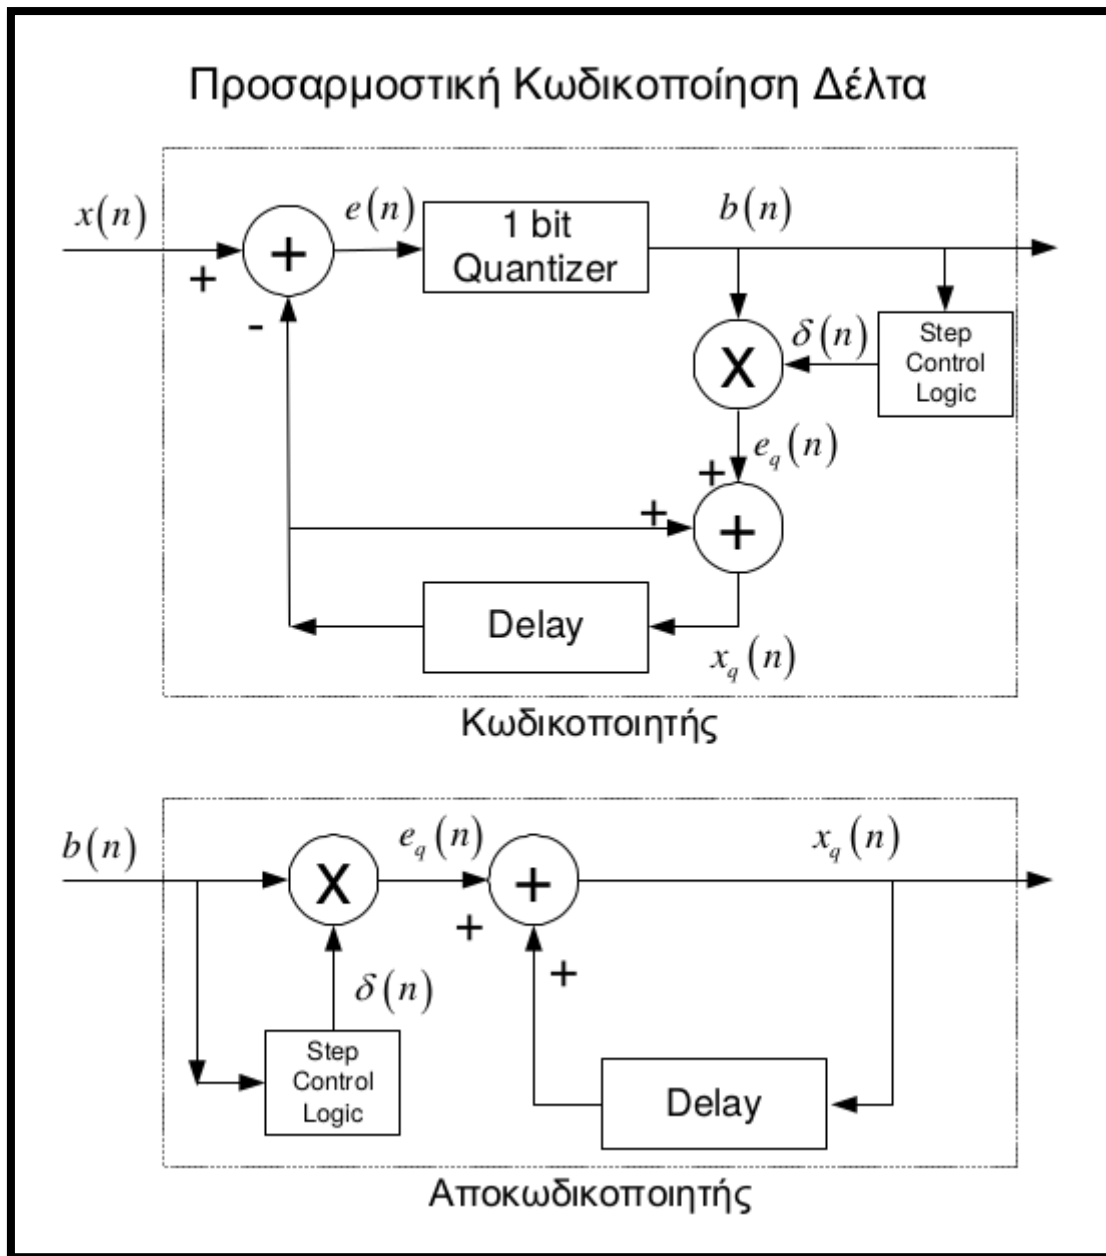 Προσαρμοστική Κωδικοποίηση Δέλτα
x(n)
+
-
+
e(n)
1 bit
Quantizer
b(n)
δ(n)
Step
Control
Logic
X
e_q(n)
+
+
+
Delay
x_q(n)
Κωδικοποιητής
b(n)
X
e_q(n)
+
+
+
x_q(n)
δ(n)
Step
Control
Logic
Delay
Αποκωδικοποιητής